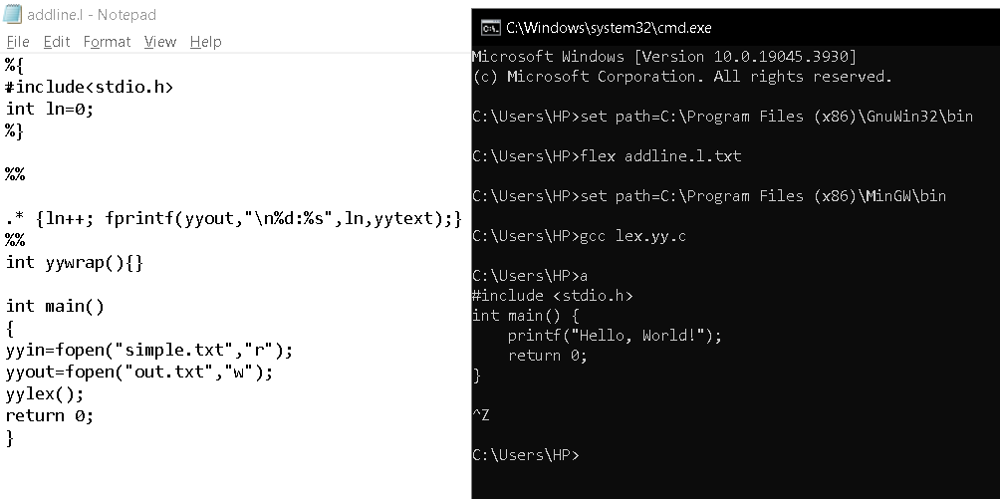 addline.l - Notepad
File Edit Format View Help
%{
#include<stdio.h>
int ln=0;
%}
%%
.* {ln++; fprintf(yyout,"\n%d:%s",ln,yytext);}
%%
int yywrap(){}
int main()
{
yyin=fopen("simple.txt","r");
yyout=fopen("out.txt","w");
yylex();
return 0;
}
C:\Windows\system32\cmd.exe
Microsoft Windows [Version 10.0.19045.3930]
(c) Microsoft Corporation. All rights reserved.
C:\Users\HP>set path=C:\Program Files (x86)\GnuWin32\bin
C:\Users\HP>flex addline.l.txt
C:\Users\HP>set path=C:\Program Files (x86)\MinGW\bin
C:\Users\HP>gcc lex.yy.c
C:\Users\HP>a
#include <stdio.h>
int main() {
    printf("Hello, World!");
    return 0;
}
^Z
C:\Users\HP>